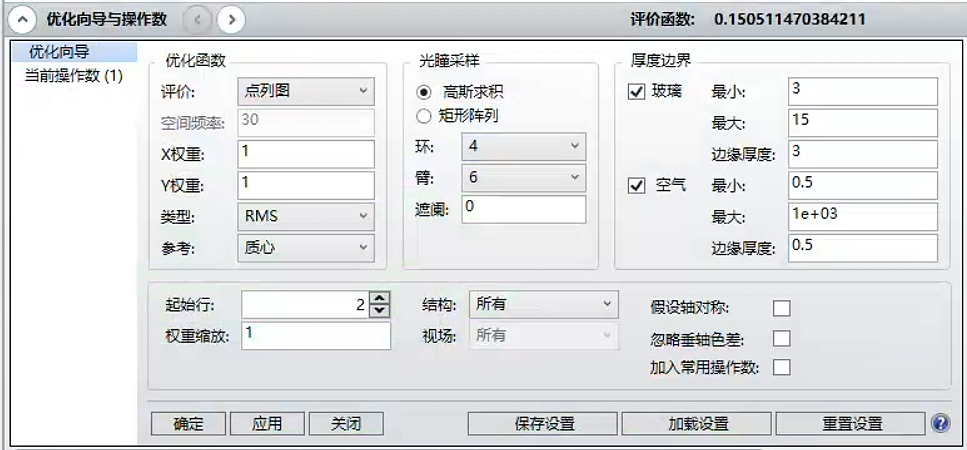 优化向导与操作数
评价函数: 0.150511470384211
优化向导
当前操作数 (1)
优化函数
评价: 点列图
空间频率: 30
X权重: 1
Y权重: 1
类型: RMS
参考: 质心
光瞳采样
高斯求积
矩形阵列
环: 4
臂: 6
遮阑: 0
厚度边界
玻璃 最小: 3
最大: 15
边缘厚度: 3
空气 最小: 0.5
最大: 1e+03
边缘厚度: 0.5
起始行: 2 结构: 所有 假设轴对称:
权重缩放: 1 视场: 所有 忽略垂轴色差:
加入常用操作数:
确定 应用 关闭 保存设置 加载设置 重置设置 ?